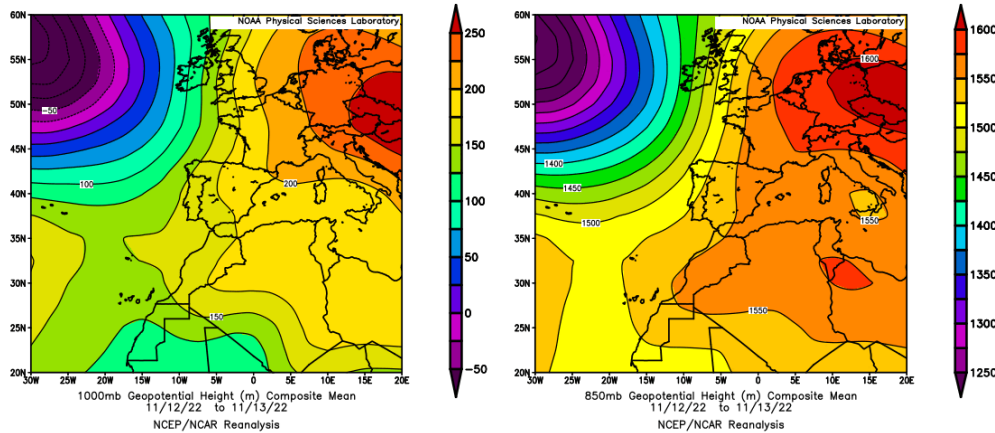 NOAA Physical Sciences Laboratory
60N
55N
50N
45N
40N
35N
30N
25N
20N
30W
25W
20W
15W
10W
5W
0
5E
10E
15E
20E
-50
100
200
150
250
200
150
100
50
0
-50
1000mb Geopotential Height (m) Composite Mean
11/12/22 to 11/13/22
NCEP/NCAR Reanalysis
NOAA Physical Sciences Laboratory
60N
55N
50N
45N
40N
35N
30N
25N
20N
30W
25W
20W
15W
10W
5W
0
5E
10E
15E
20E
1600
1400
1450
1500
1550
1550
1600
1550
1500
1450
1400
1350
1300
1250
850mb Geopotential Height (m) Composite Mean
11/12/22 to 11/13/22
NCEP/NCAR Reanalysis